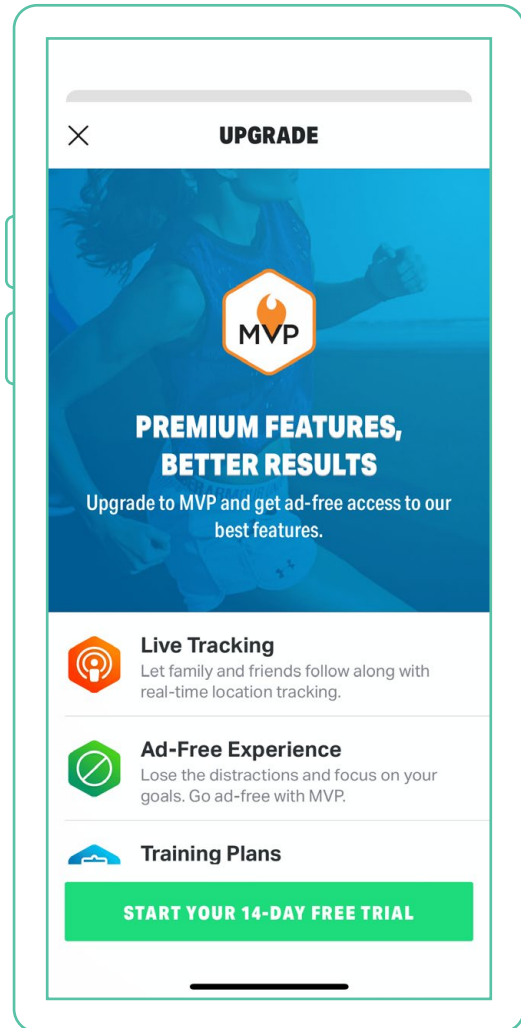 UPGRADE
MVP
PREMIUM FEATURES,
BETTER RESULTS
Upgrade to MVP and get ad-free access to our
best features.
Live Tracking
Let family and friends follow along with
real-time location tracking.
Ad-Free Experience
Lose the distractions and focus on your
goals. Go ad-free with MVP.
Training Plans
START YOUR 14-DAY FREE TRIAL